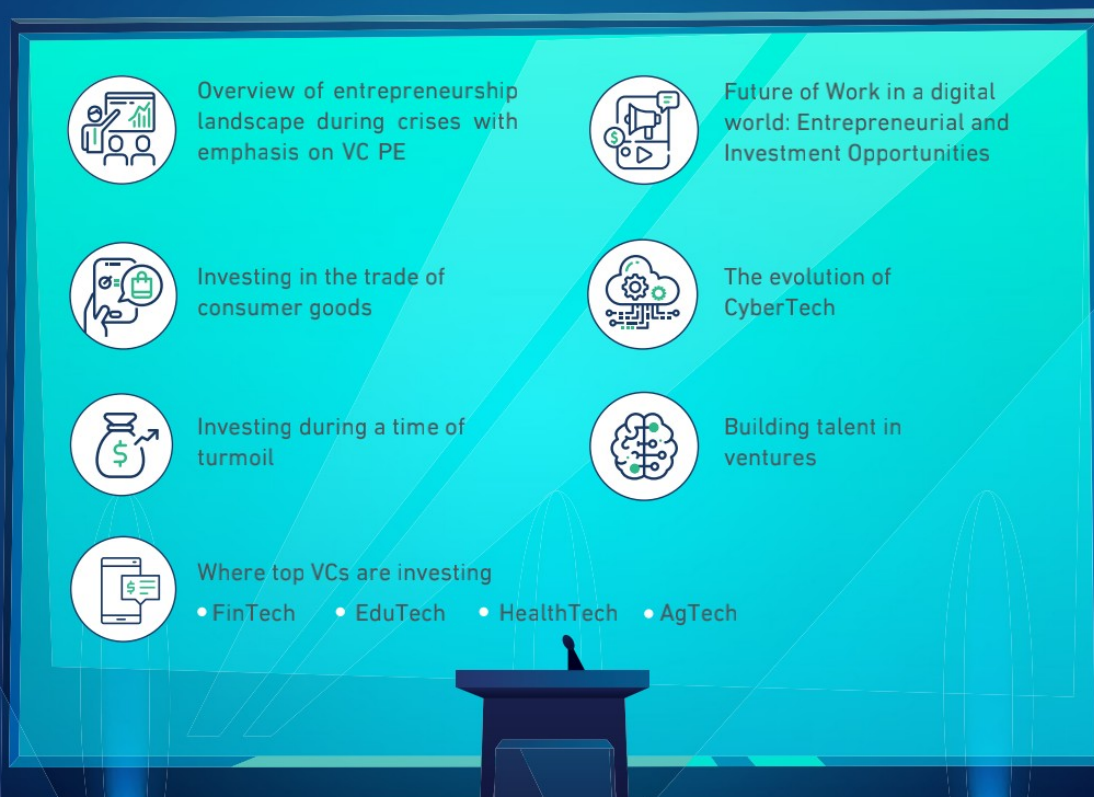 Overview of entrepreneurship
landscape during crises with
emphasis on VC PE
Investing in the trade of
consumer goods
Investing during a time of
turmoil
Where top VCs are investing
• FinTech • EduTech • HealthTech • AgTech
Future of Work in a digital
world: Entrepreneurial and
Investment Opportunities
The evolution of
CyberTech
Building talent in
ventures